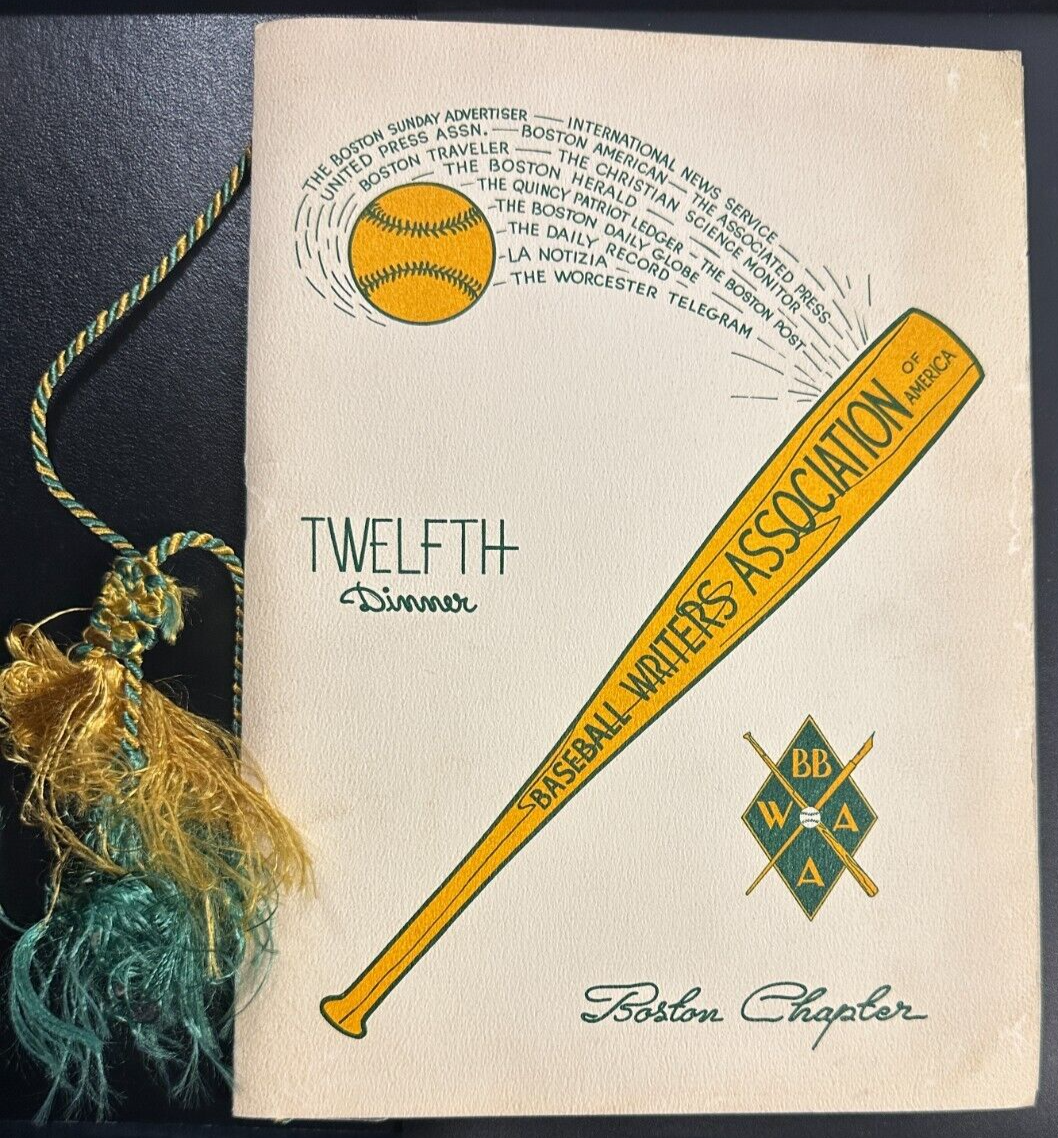 THE BOSTON SUNDAY ADVERTISER — INTERNATIONAL NEWS SERVICE
UNITED PRESS ASSN. — BOSTON AMERICAN — THE ASSOCIATED PRESS
BOSTON TRAVELER — THE CHRISTIAN SCIENCE MONITOR
THE BOSTON HERALD — THE BOSTON POST
THE QUINCY PATRIOT LEDGER
THE BOSTON DAILY GLOBE
THE DAILY RECORD
LA NOTIZIA
THE WORCESTER TELEGRAM
BASEBALL WRITERS ASSOCIATION OF AMERICA
TWELFTH
Dinner
BB
W A
A
Boston Chapter